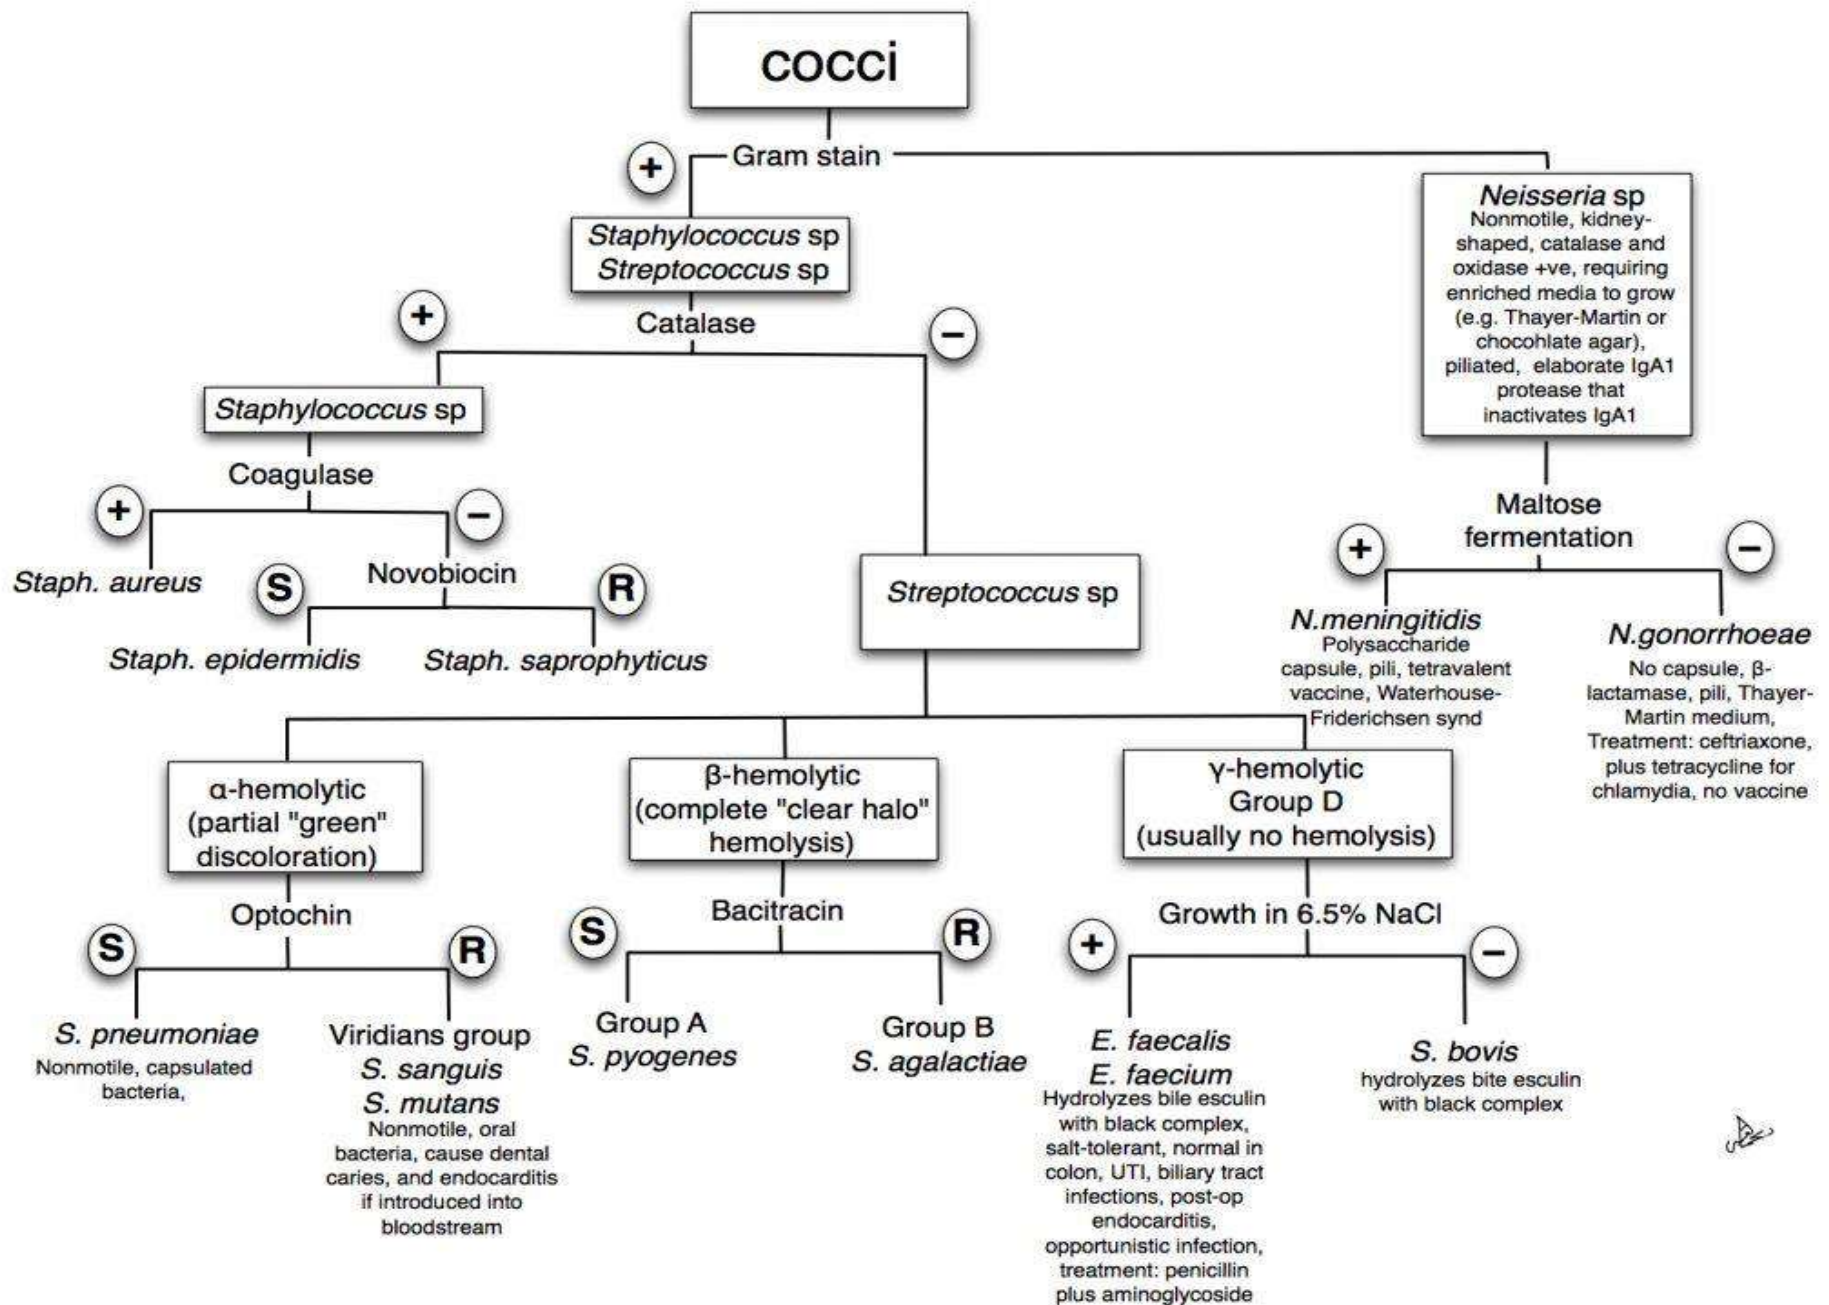 cocci
+
Gram stain
Staphylococcus sp
Streptococcus sp
Neisseria sp
Nonmotile, kidney-
shaped, catalase and
oxidase +ve, requiring
enriched media to grow
(e.g. Thayer-Martin or
chocohlate agar),
piliated, elaborate IgA1
protease that
inactivates IgA1
+
Catalase
−
Staphylococcus sp
Coagulase
+
−
Staph. aureus
S
Novobiocin
R
Staph. epidermidis
Staph. saprophyticus
Streptococcus sp
Maltose
fermentation
+
−
N.meningitidis
Polysaccharide
capsule, pili, tetravalent
vaccine, Waterhouse-
Friderichsen synd
N.gonorrhoeae
No capsule, β-
lactamase, pili, Thayer-
Martin medium,
Treatment: ceftriaxone,
plus tetracycline for
chlamydia, no vaccine
α-hemolytic
(partial "green"
discoloration)
β-hemolytic
(complete "clear halo"
hemolysis)
γ-hemolytic
Group D
(usually no hemolysis)
Optochin
S
R
S. pneumoniae
Nonmotile, capsulated
bacteria,
Viridians group
S. sanguis
S. mutans
Nonmotile, oral
bacteria, cause dental
caries, and endocarditis
if introduced into
bloodstream
Bacitracin
S
R
Group A
S. pyogenes
Group B
S. agalactiae
Growth in 6.5% NaCl
+
−
E. faecalis
E. faecium
Hydrolyzes bile esculin
with black complex,
salt-tolerant, normal in
colon, UTI, biliary tract
infections, post-op
endocarditis,
opportunistic infection,
treatment: penicillin
plus aminoglycoside
S. bovis
hydrolyzes bite esculin
with black complex